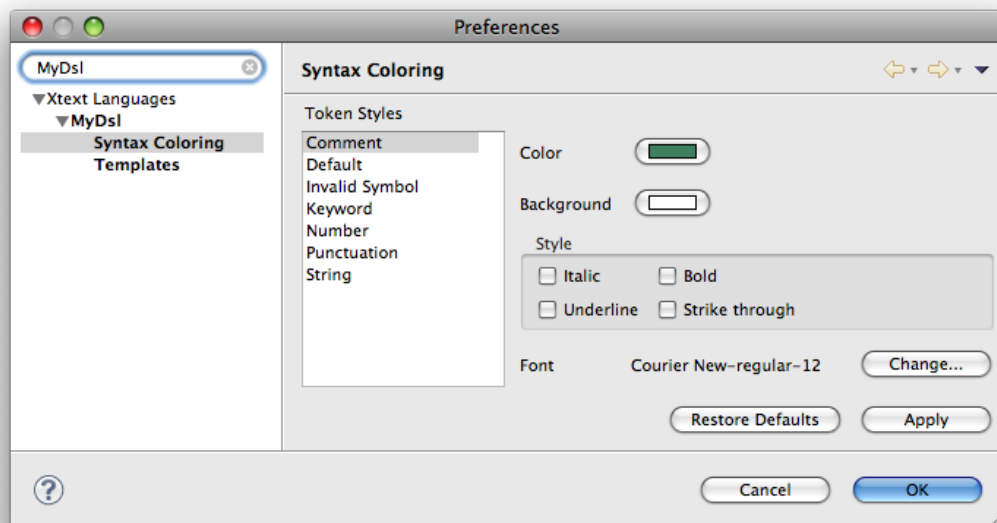 Preferences
MyDsl
Xtext Languages
MyDsl
Syntax Coloring
Templates
Syntax Coloring
Token Styles
Comment
Default
Invalid Symbol
Keyword
Number
Punctuation
String
Color
Background
Style
Italic Bold
Underline Strike through
Font Courier New-regular-12 Change...
Restore Defaults Apply
? Cancel OK